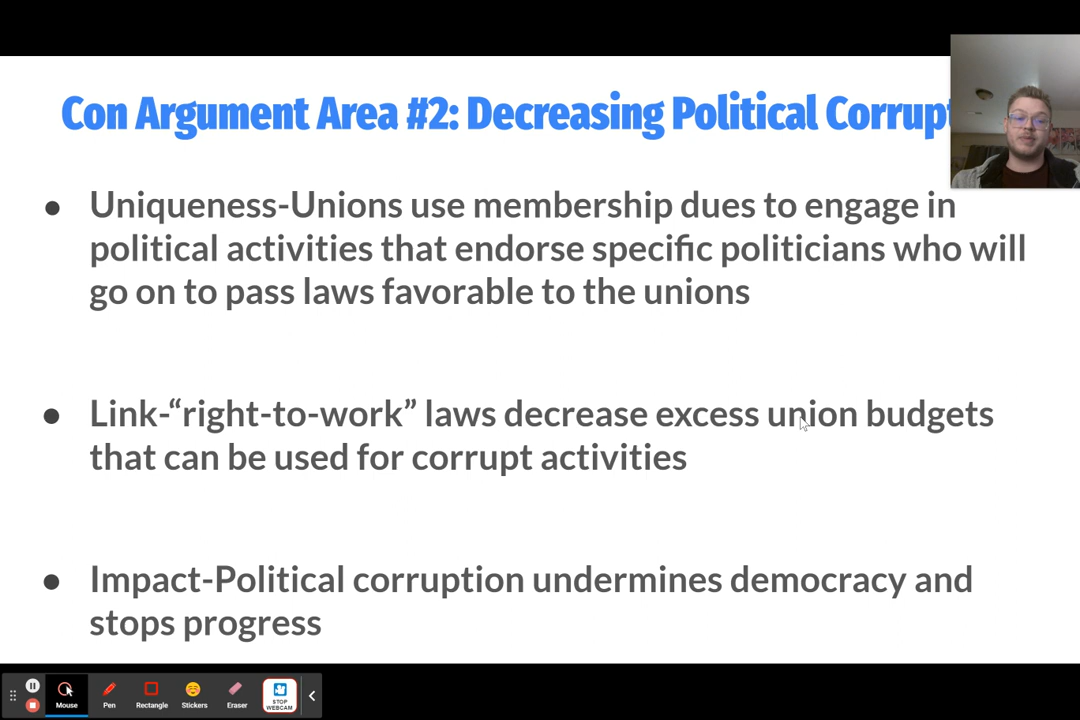 Con Argument Area #2: Decreasing Political
Uniqueness-Unions use membership dues to engage in
political activities that endorse specific politicians who will
go on to pass laws favorable to the unions
Link-“right-to-work” laws decrease excess union budgets
that can be used for corrupt activities
Impact-Political corruption undermines democracy and
stops progress
Mouse
Pen
Rectangle
Stickers
Eraser
STOP
WEBCAM